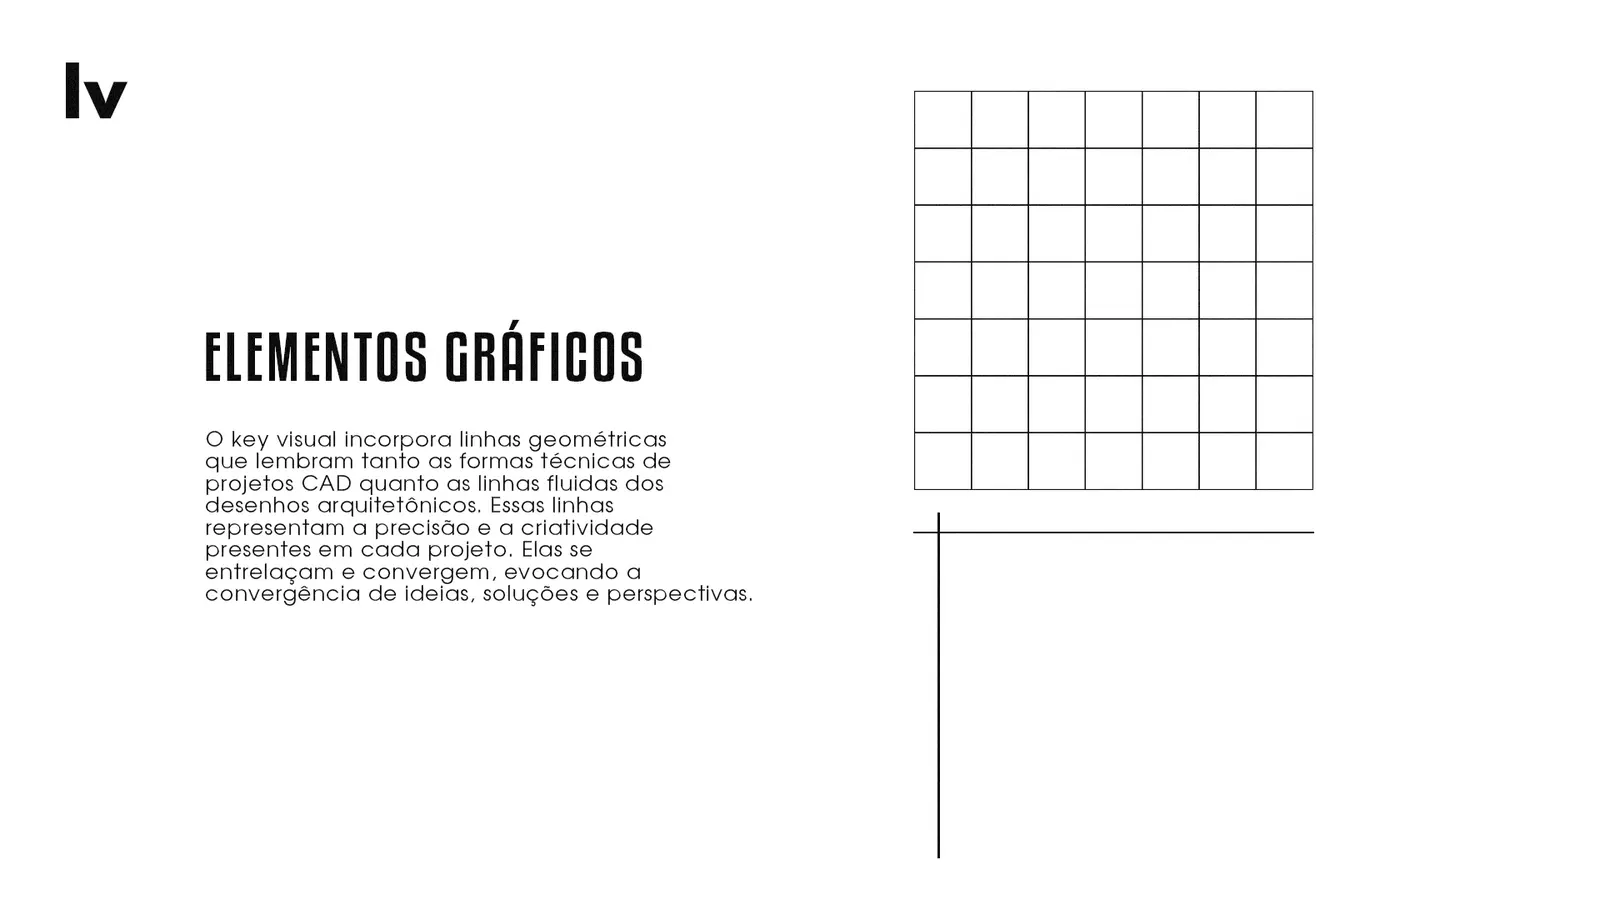 lv
ELEMENTOS GRÁFICOS
O key visual incorpora linhas geométricas
que lembram tanto as formas técnicas de
projetos CAD quanto as linhas fluidas dos
desenhos arquitetônicos. Essas linhas
representam a precisão e a criatividade
presentes em cada projeto. Elas se
entrelaçam e convergem, evocando a
convergência de ideias, soluções e perspectivas.